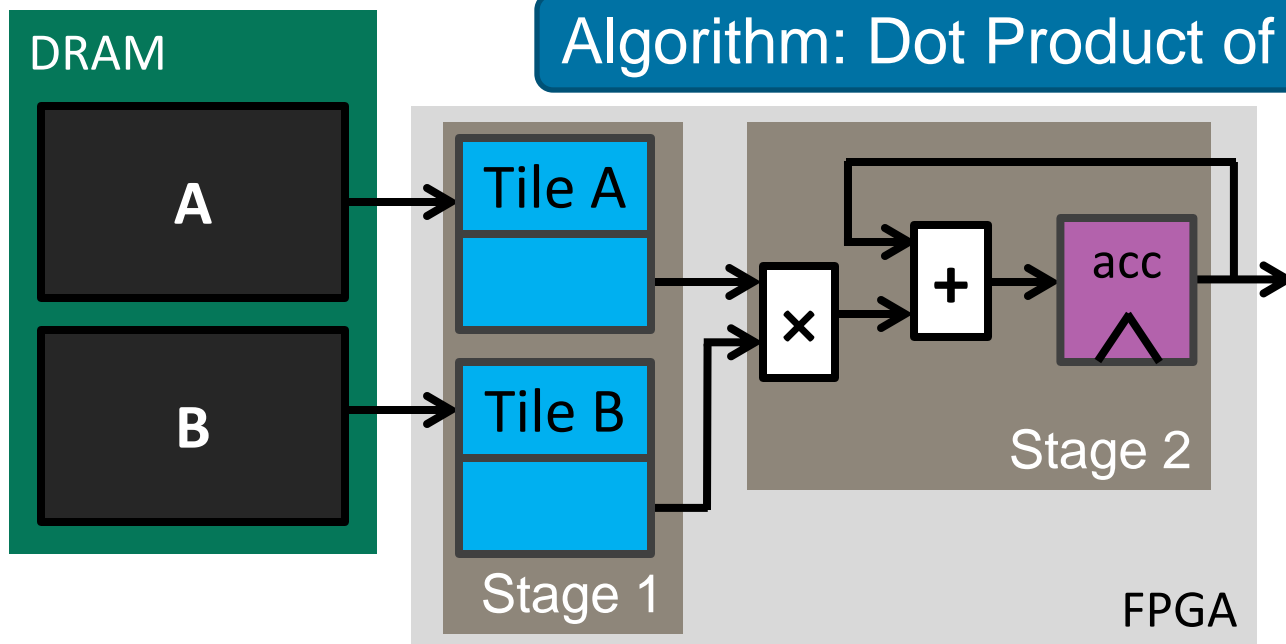 Algorithm: Dot Product of
DRAM
A
B
Tile A
Tile B
Stage 1
×
+
acc
Stage 2
FPGA